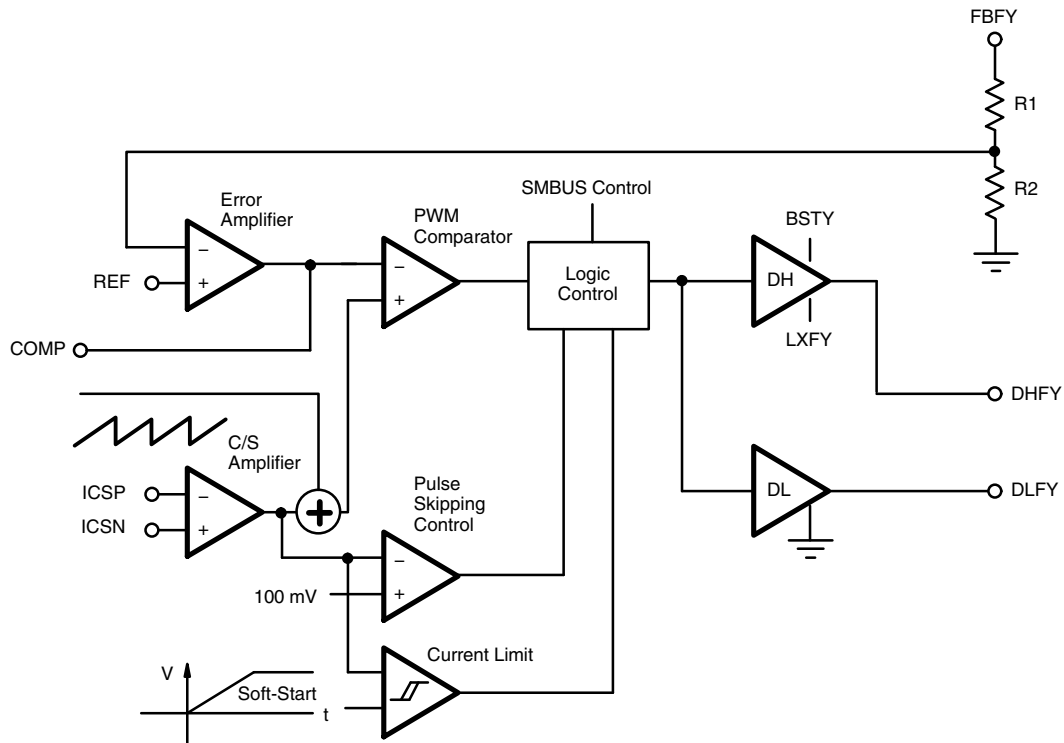 FBFY
R1
R2
SMBUS Control
Error
Amplifier
PWM
Comparator
BSTY
−
+
REF
−
+
Logic
Control
DH
LXFY
COMP
DHFY
C/S
Amplifier
ICSP
ICSN
−
+
+
Pulse
Skipping
Control
DL
DLFY
100 mV
−
+
Current Limit
V
Soft-Start
t